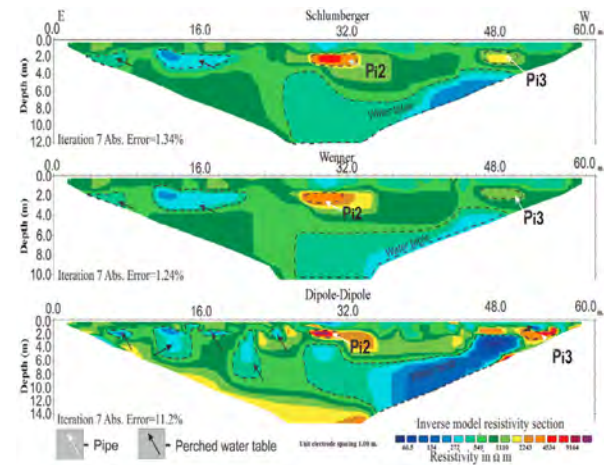 E Schlumberger W
0.0 16.0 32.0 48.0 60.0 m.
Depth (m)
0.0
2.0
4.0
6.0
8.0
10.0
12.0
Pi2
Pi3
Water table
Iteration 7 Abs. Error=1.34%
Wenner
0.0 16.0 32.0 48.0 60.0 m.
Depth (m)
0.0
2.0
4.0
6.0
8.0
10.0
Pi2
Pi3
Water table
Iteration 7 Abs. Error=1.24%
Dipole-Dipole
0.0 16.0 32.0 48.0 60.0 m.
Depth (m)
0.0
2.0
4.0
6.0
8.0
10.0
12.0
14.0
Pi2
Pi3
Iteration 7 Abs. Error=11.2%
= Pipe
= Perched water table
Unit electrode spacing 1.00 m.
Inverse model resistivity section
66.5 134 272 549 1110 2243 4534 9164
Resistivity m Ω m